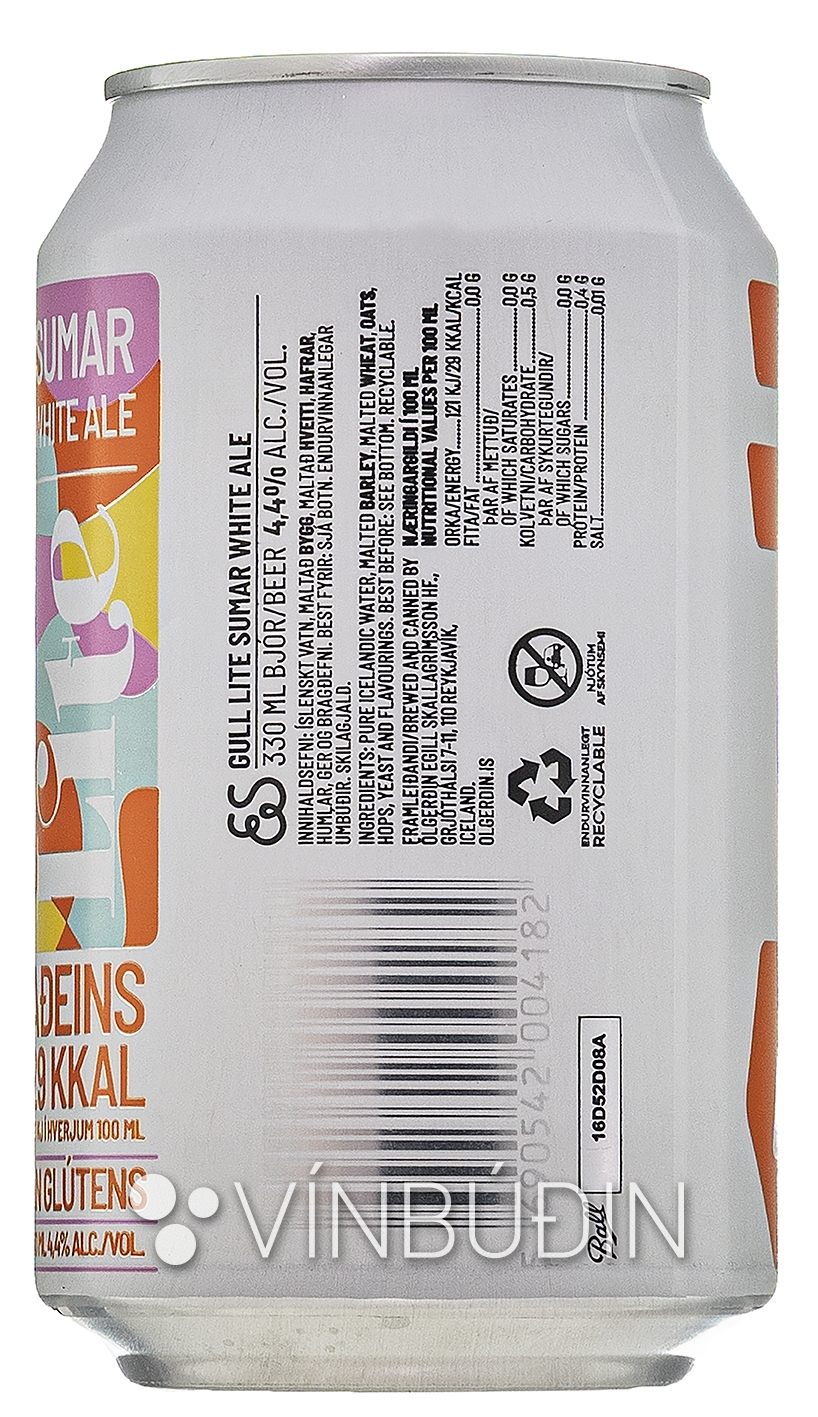 SUMAR
WHITE ALE
Lite
AÐEINS
29 KKAL
KJ Í HVERJUM 100 ML
N GLÚTENS
ML 4,4% ALC./VOL.
GULL LITE SUMAR WHITE ALE
330 ML BJÓR/BEER 4,4% ALC./VOL.
INNIHALDSEFNI: ÍSLENSKT VATN, MALTAÐ BYGG, MALTAÐ HVEITI, HAFRAR,
HUMLAR, GER OG BRAGÐEFNI. BEST FYRIR: SJÁ BOTN. ENDURVINNANLEGAR
UMBÚÐIR. SKILAGJALD.
INGREDIENTS: PURE ICELANDIC WATER, MALTED BARLEY, MALTED WHEAT, OATS,
HOPS, YEAST AND FLAVOURINGS. BEST BEFORE: SEE BOTTOM. RECYCLABLE.
FRAMLEIÐANDI/BREWED AND CANNED BY
ÖLGERÐIN EGILL SKALLAGRÍMSSON HF.,
GRJÓTHÁLSI 7-11, 110 REYKJAVÍK,
ICELAND.
OLGERDIN.IS
NÆRINGARGILDI Í 100 ML
NUTRITIONAL VALUES PER 100 ML
ORKA/ENERGY.....121 KJ/29 KKAL/KCAL
FITA/FAT..........0,0 G
ÞAR AF METTUÐ/
OF WHICH SATURATES..........0,0 G
KOLVETNI/CARBOHYDRATE..........0,5 G
ÞAR AF SYKURTEGUNDIR/
OF WHICH SUGARS..........0,0 G
PRÓTEIN/PROTEIN..........0,4 G
SALT..........0,01 G
ENDURVINNANLEGT
RECYCLABLE
NJÓTUM
AF SKYNSEMI
5 690542 004182
16D52D08A
Ball
VÍNBÚÐIN